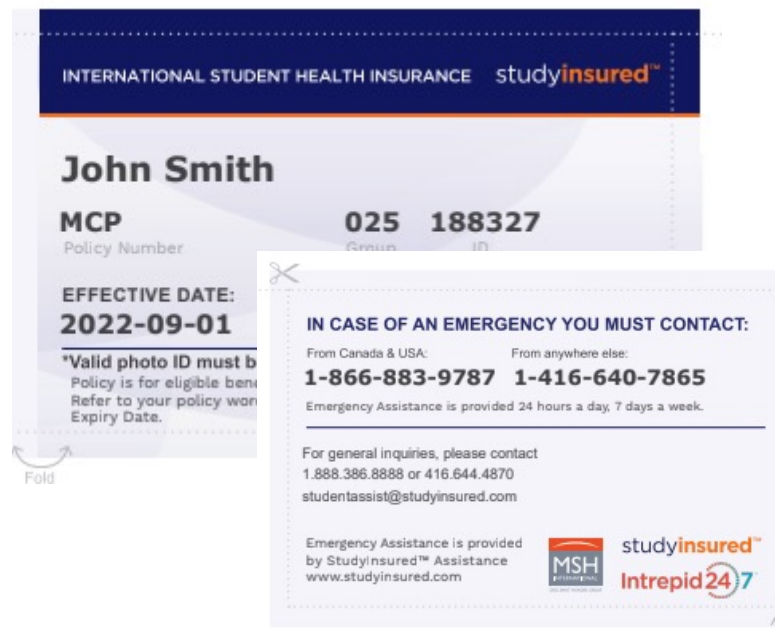 INTERNATIONAL STUDENT HEALTH INSURANCE studyinsured™
John Smith
MCP 025 188327
Policy Number Group ID
EFFECTIVE DATE:
2022-09-01
*Valid photo ID must b
Policy is for eligible bene
Refer to your policy wor
Expiry Date.
Fold
IN CASE OF AN EMERGENCY YOU MUST CONTACT:
From Canada & USA: From anywhere else:
1-866-883-9787 1-416-640-7865
Emergency Assistance is provided 24 hours a day, 7 days a week.
For general inquiries, please contact
1.888.386.8888 or 416.644.4870
studentassist@studyinsured.com
Emergency Assistance is provided
by StudyInsured™ Assistance
www.studyinsured.com
MSH
INTERNATIONAL
studyinsured™
Intrepid 24/7